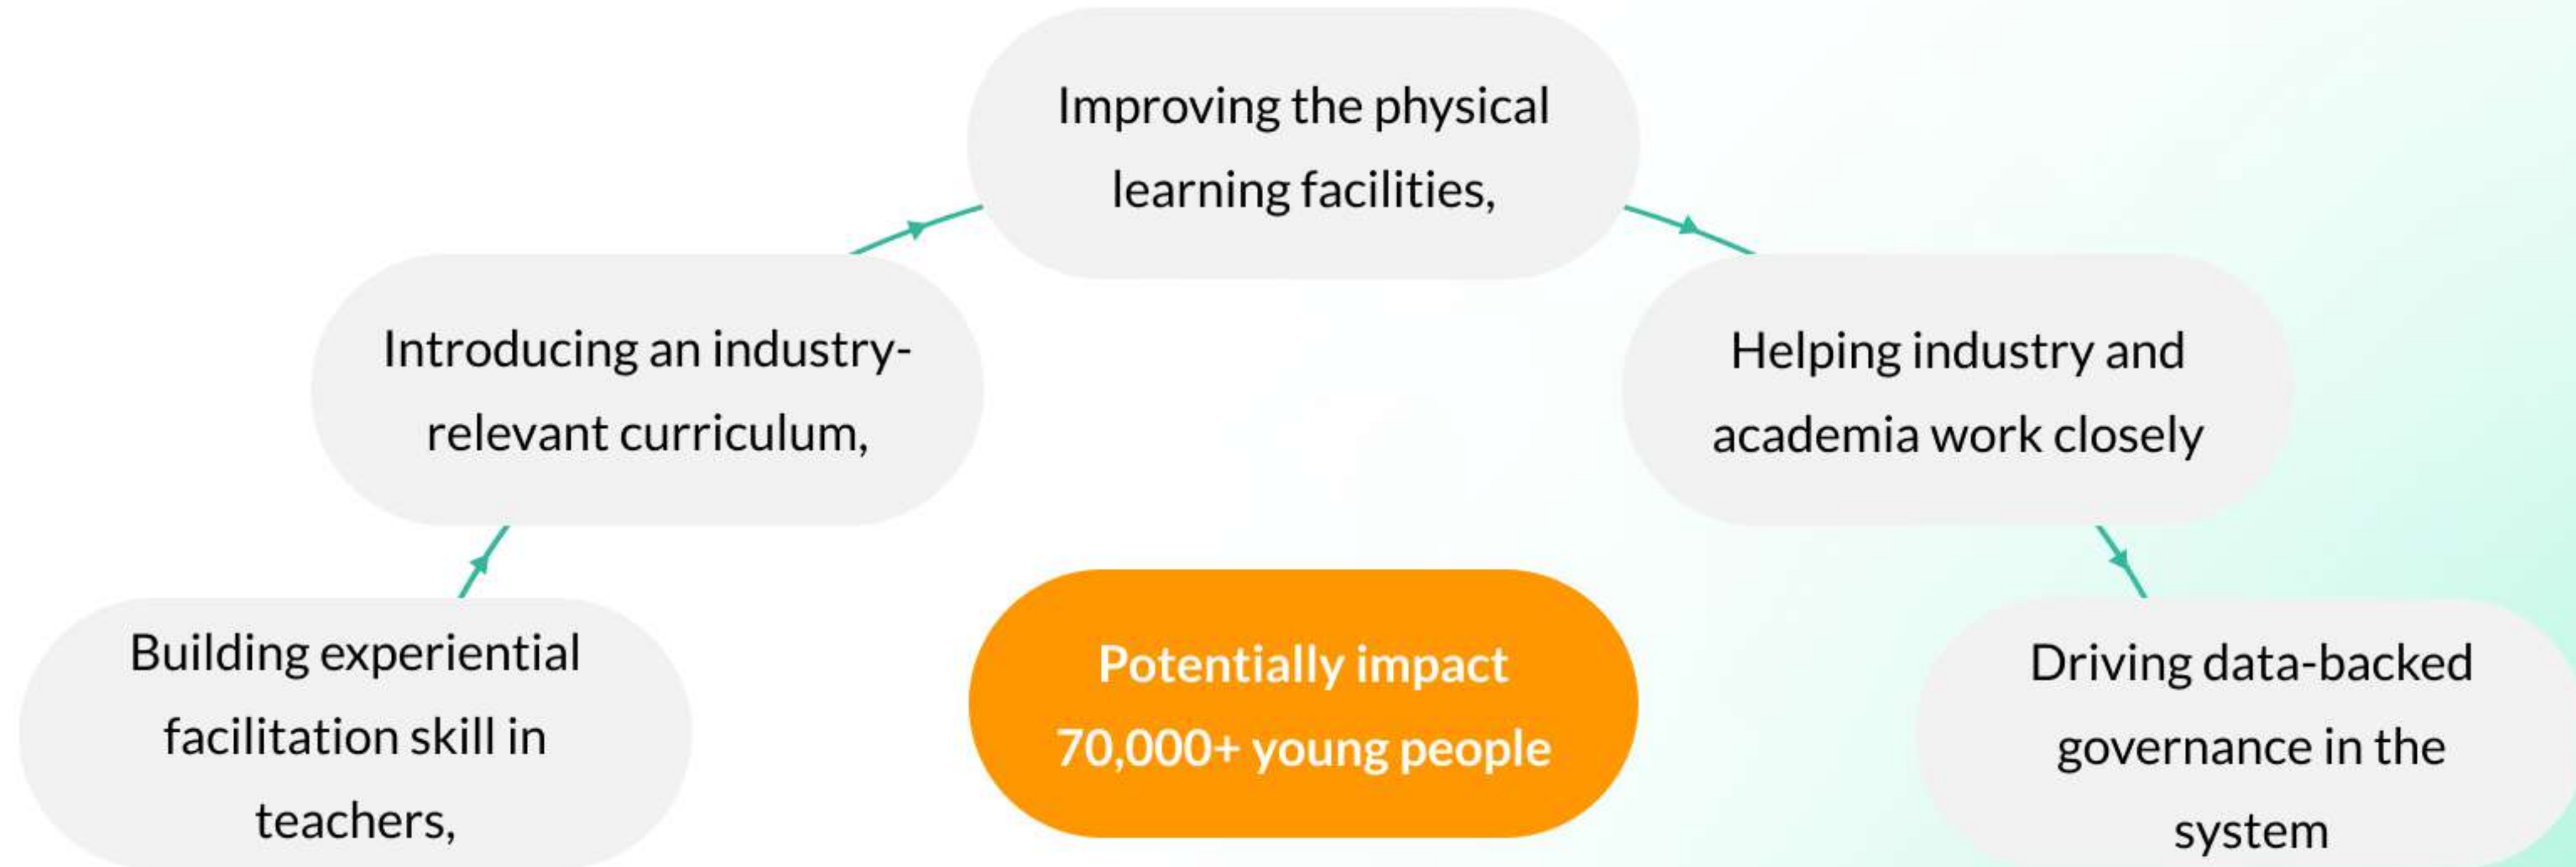 Improving the physical
learning facilities,
Introducing an industry-
relevant curriculum,
Helping industry and
academia work closely
Building experiential
facilitation skill in
teachers,
Potentially impact
70,000+ young people
Driving data-backed
governance in the
system